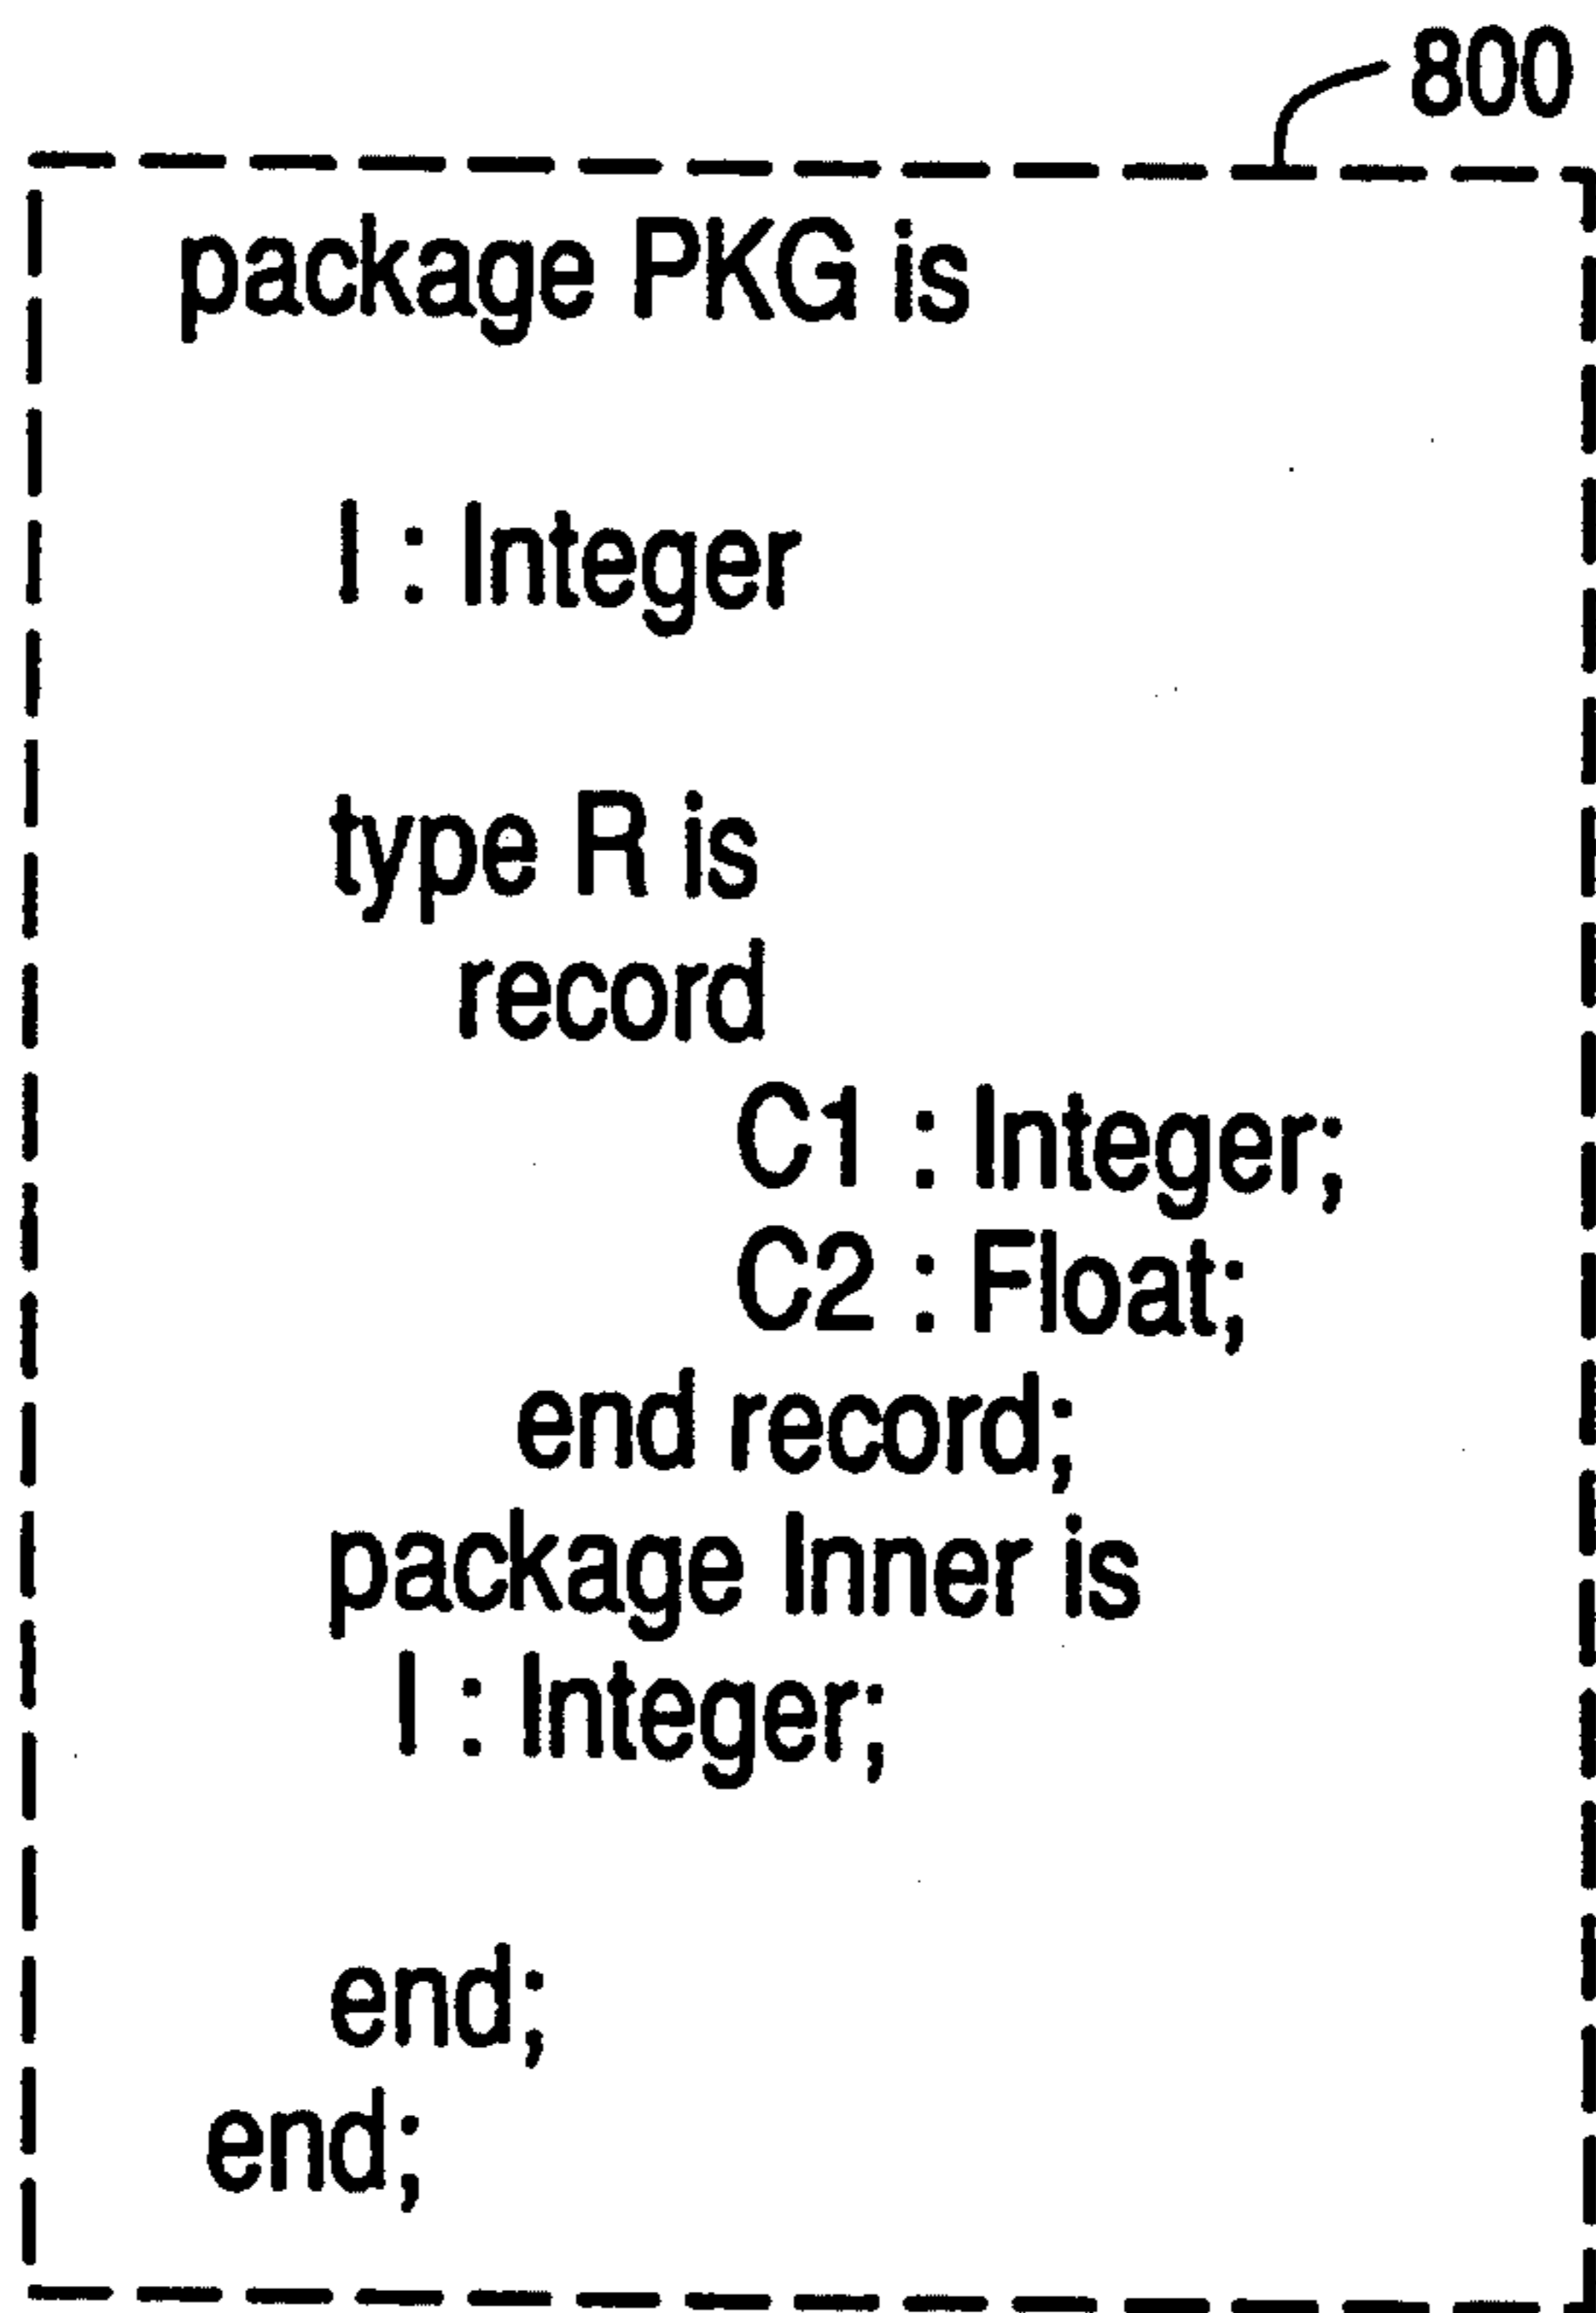 800
package PKG is
I : Integer
type R is
record
C1 : Integer;
C2 : Float;
end record;
package Inner is
I : Integer;
end;
end;